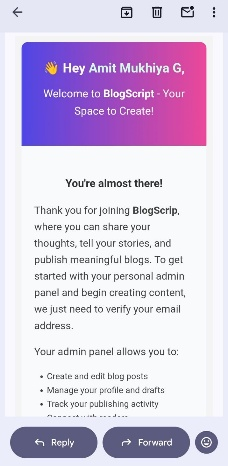 👋 Hey Amit Mukhiya G,
Welcome to BlogScript - Your
Space to Create!
You're almost there!
Thank you for joining BlogScrip,
where you can share your
thoughts, tell your stories, and
publish meaningful blogs. To get
started with your personal admin
panel and begin creating content,
we just need to verify your email
address.
Your admin panel allows you to:
• Create and edit blog posts
• Manage your profile and drafts
• Track your publishing activity
• Connect with readers
Reply
Forward